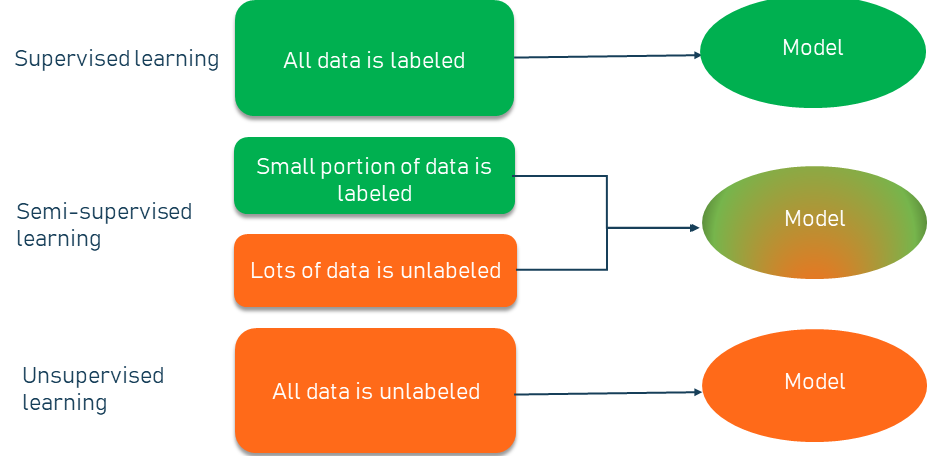 Supervised learning
All data is labeled
Model
Small portion of data is
labeled
Semi-supervised
learning
Lots of data is unlabeled
Model
Unsupervised
learning
All data is unlabeled
Model